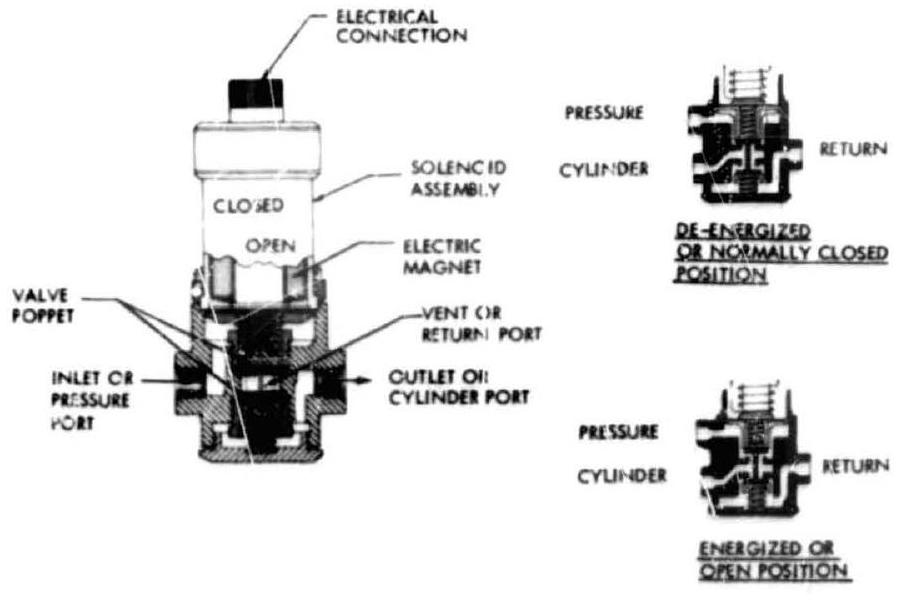 ELECTRICAL
CONNECTION
SOLENOID
ASSEMBLY
CLOSED
OPEN
ELECTRIC
MAGNET
VALVE
POPPET
VENT OR
RETURN PORT
INLET OR
PRESSURE
PORT
OUTLET OR
CYLINDER PORT
PRESSURE
CYLINDER
RETURN
DE-ENERGIZED
OR NORMALLY CLOSED
POSITION
PRESSURE
CYLINDER
RETURN
ENERGIZED OR
OPEN POSITION